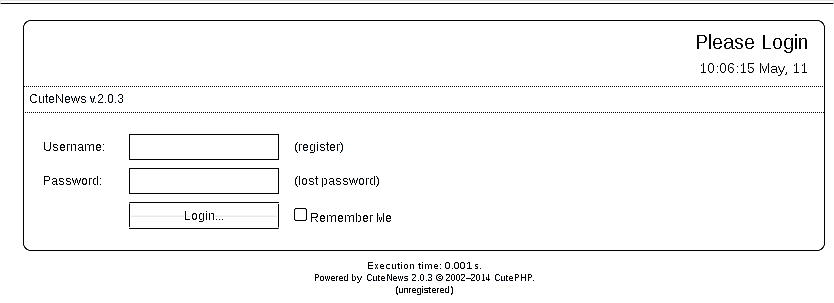 Please Login
10:06:15 May, 11
CuteNews v.2.0.3
Username: (register)
Password: (lost password)
Login... Remember Me
Execution time: 0.001 s.
Powered by CuteNews 2.0.3 © 2002–2014 CutePHP.
(unregistered)